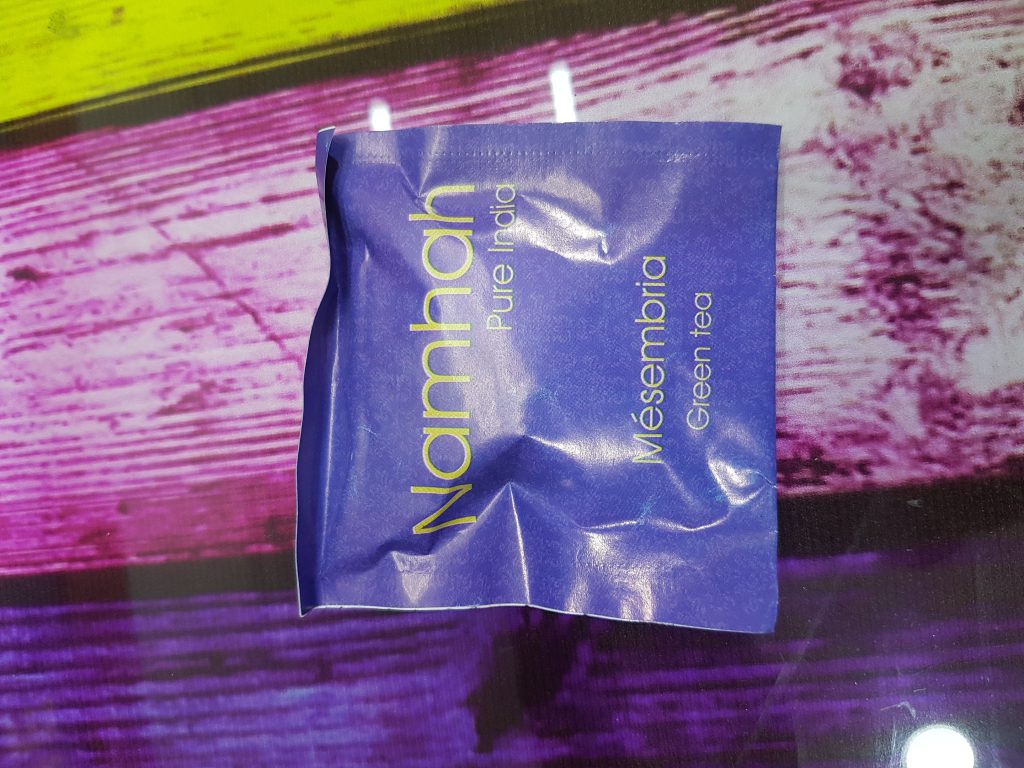 Namhah
Pure India
Mésembria
Green tea